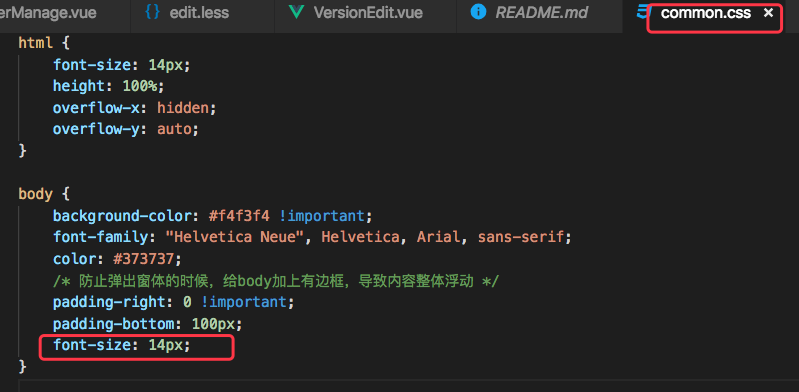 erManage.vue {} edit.less VersionEdit.vue README.md common.css ×
html {
font-size: 14px;
height: 100%;
overflow-x: hidden;
overflow-y: auto;
}
body {
background-color: #f4f3f4 !important;
font-family: "Helvetica Neue", Helvetica, Arial, sans-serif;
color: #373737;
/* 防止弹出窗体的时候，给body加上有边框，导致内容整体浮动 */
padding-right: 0 !important;
padding-bottom: 100px;
font-size: 14px;
}